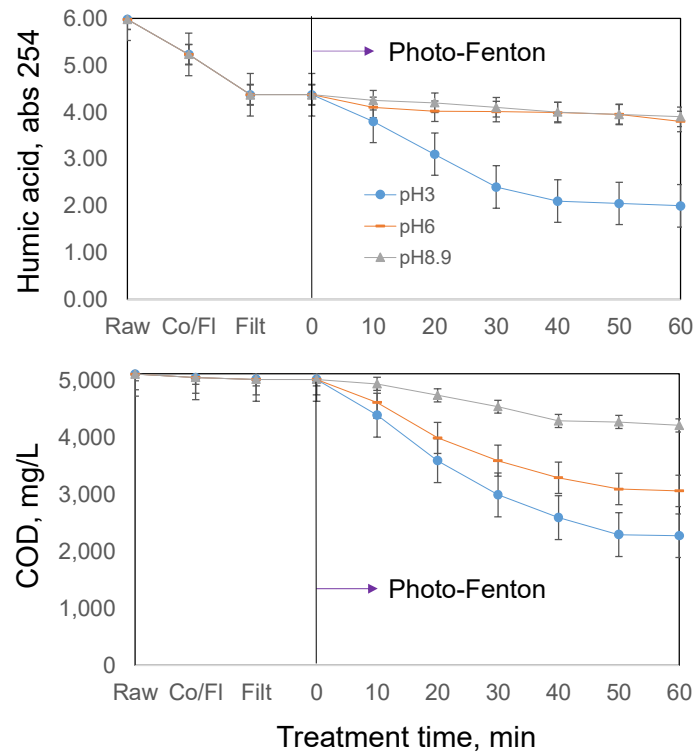 Humic acid, abs 254
6.00
5.00
4.00
3.00
2.00
1.00
0.00
Photo-Fenton
pH3
pH6
pH8.9
Raw Co/Fl Filt 0 10 20 30 40 50 60
COD, mg/L
5,000
4,000
3,000
2,000
1,000
0
Photo-Fenton
Raw Co/Fl Filt 0 10 20 30 40 50 60
Treatment time, min